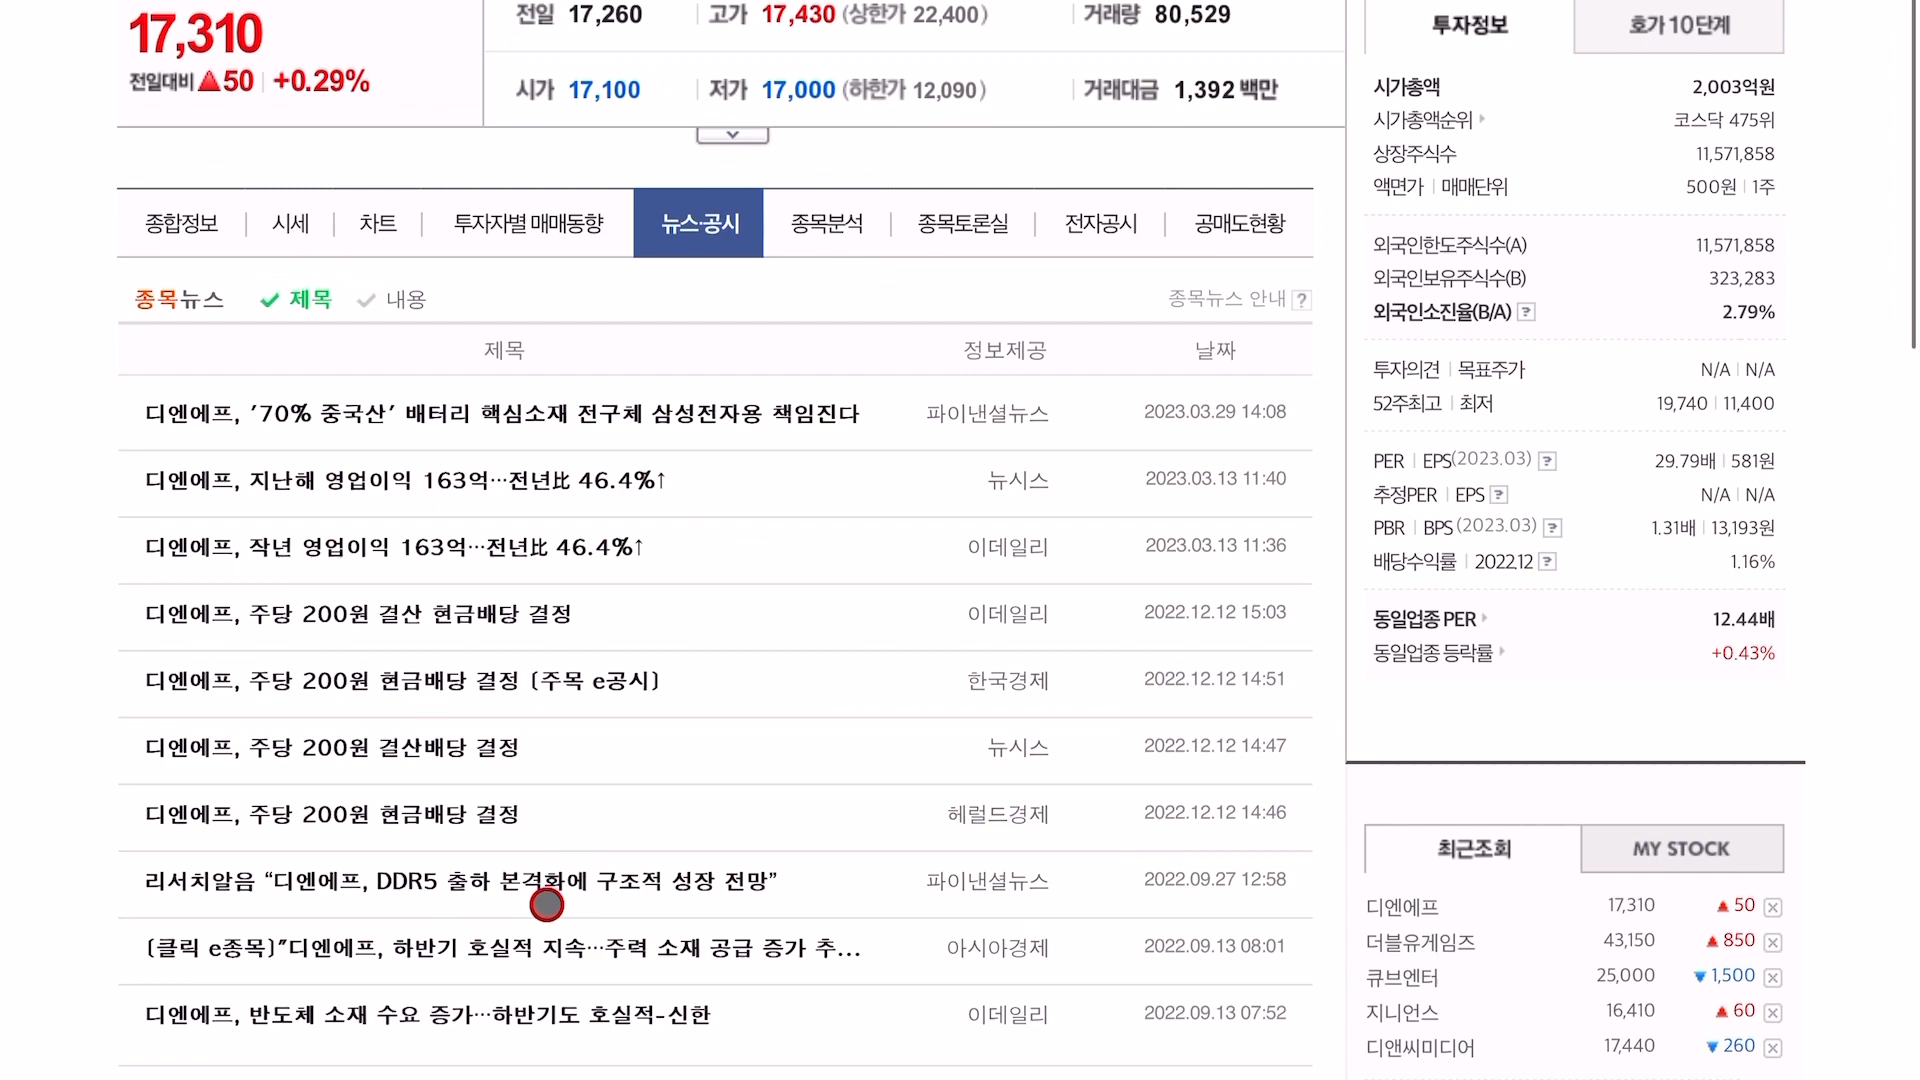 17,310
전일대비 ▲50 | +0.29%
전일 17,260 | 고가 17,430 (상한가 22,400) | 거래량 80,529
시가 17,100 | 저가 17,000 (하한가 12,090) | 거래대금 1,392 백만
종합정보 | 시세 | 차트 | 투자자별 매매동향 뉴스·공시 종목분석 | 종목토론실 | 전자공시 | 공매도현황
종목뉴스 제목 내용 종목뉴스 안내 ?
제목 정보제공 날짜
디엔에프, '70% 중국산' 배터리 핵심소재 전구체 삼성전자용 책임진다 파이낸셜뉴스 2023.03.29 14:08
디엔에프, 지난해 영업이익 163억…전년比 46.4%↑ 뉴시스 2023.03.13 11:40
디엔에프, 작년 영업이익 163억…전년比 46.4%↑ 이데일리 2023.03.13 11:36
디엔에프, 주당 200원 결산 현금배당 결정 이데일리 2022.12.12 15:03
디엔에프, 주당 200원 현금배당 결정 [주목 e공시] 한국경제 2022.12.12 14:51
디엔에프, 주당 200원 결산배당 결정 뉴시스 2022.12.12 14:47
디엔에프, 주당 200원 현금배당 결정 헤럴드경제 2022.12.12 14:46
리서치알음 “디엔에프, DDR5 출하 본격화에 구조적 성장 전망” 파이낸셜뉴스 2022.09.27 12:58
[클릭 e종목]"디엔에프, 하반기 호실적 지속…주력 소재 공급 증가 추... 아시아경제 2022.09.13 08:01
디엔에프, 반도체 소재 수요 증가…하반기도 호실적-신한 이데일리 2022.09.13 07:52
투자정보 호가 10단계
시가총액 2,003억원
시가총액순위 코스닥 475위
상장주식수 11,571,858
액면가 | 매매단위 500원 | 1주
외국인한도주식수(A) 11,571,858
외국인보유주식수(B) 323,283
외국인소진율(B/A) ? 2.79%
투자의견 | 목표주가 N/A | N/A
52주최고 | 최저 19,740 | 11,400
PER | EPS(2023.03) ? 29.79배 | 581원
추정PER | EPS ? N/A | N/A
PBR | BPS (2023.03) ? 1.31배 | 13,193원
배당수익률 | 2022.12 ? 1.16%
동일업종 PER 12.44배
동일업종 등락률 +0.43%
최근조회 MY STOCK
디엔에프 17,310 ▲50
더블유게임즈 43,150 ▲850
큐브엔터 25,000 ▼1,500
지니언스 16,410 ▲60
디앤씨미디어 17,440 ▼260